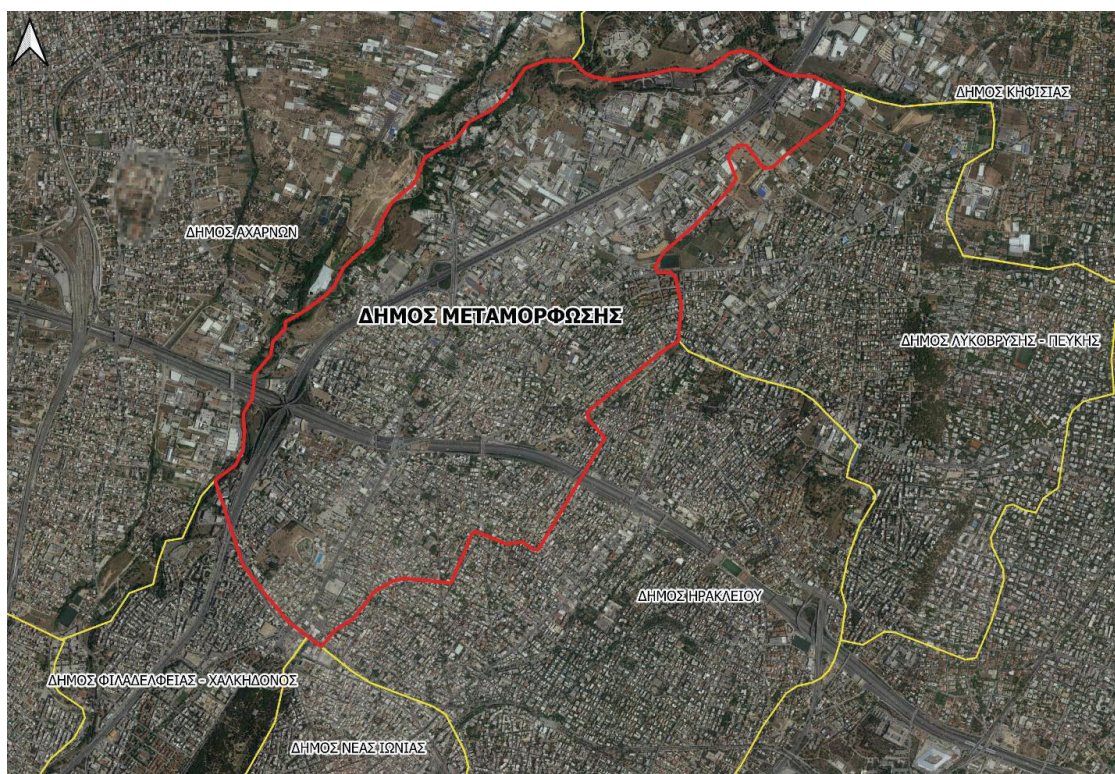 ΔΗΜΟΣ ΚΗΦΙΣΙΑΣ
ΔΗΜΟΣ ΑΧΑΡΝΩΝ
ΔΗΜΟΣ ΜΕΤΑΜΟΡΦΩΣΗΣ
ΔΗΜΟΣ ΛΥΚΟΒΡΥΣΗΣ - ΠΕΥΚΗΣ
ΔΗΜΟΣ ΗΡΑΚΛΕΙΟΥ
ΔΗΜΟΣ ΦΙΛΑΔΕΛΦΕΙΑΣ - ΧΑΛΚΗΔΟΝΟΣ
ΔΗΜΟΣ ΝΕΑΣ ΙΩΝΙΑΣ